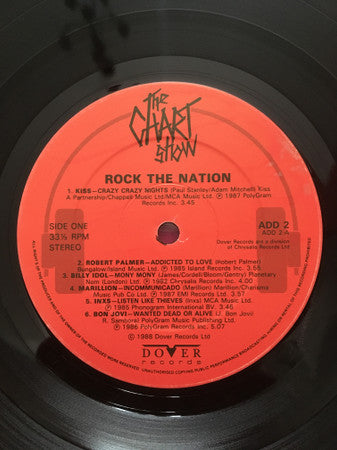 the
CHART
show
ROCK THE NATION
1. KISS—CRAZY CRAZY NIGHTS (Paul Stanley/Adam Mitchell) Kiss
A Partnership/Chappell Music Ltd/MCA Music Ltd. ℗ 1987 PolyGram
Records Inc. 3.45
SIDE ONE
33⅓ RPM
STEREO
ADD 2
ADD 2 A
Dover Records are a division
of Chrysalis Records Ltd
2. ROBERT PALMER—ADDICTED TO LOVE (Robert Palmer)
Bungalow/Island Music Ltd. ℗ 1985 Island Records Inc. 3.55
3. BILLY IDOL—MONY MONY (James/Cordell/Bloom/Gentry) Planetary
Nom (London) Ltd. ℗ 1982 Chrysalis Records Inc. 4.00
4. MARILLION—INCOMMUNICADO (Marillion) Marillion/Charisma
Music Pub Co Ltd. ℗ 1987 EMI Records Ltd. 3.57
5. INXS—LISTEN LIKE THIEVES (Inxs) MCA Music Ltd.
℗ 1985 Phonogram International BV. 3.45
6. BON JOVI—WANTED DEAD OR ALIVE (J. Bon Jovi/
R. Sambora) PolyGram Music Publishing Ltd.
℗ 1986 PolyGram Records Inc. 5.07
© 1988 Dover Records Ltd
DOVER
records